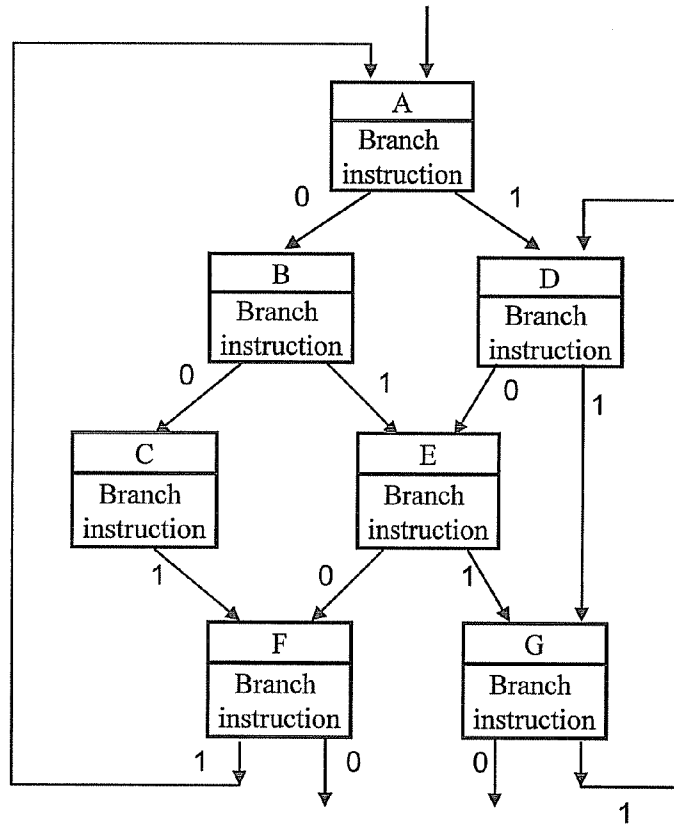 A
Branch
instruction
0
1
B
D
Branch
instruction
Branch
instruction
0
1
0
1
C
E
Branch
instruction
Branch
instruction
1
0
1
F
G
Branch
instruction
Branch
instruction
1
0
0
1